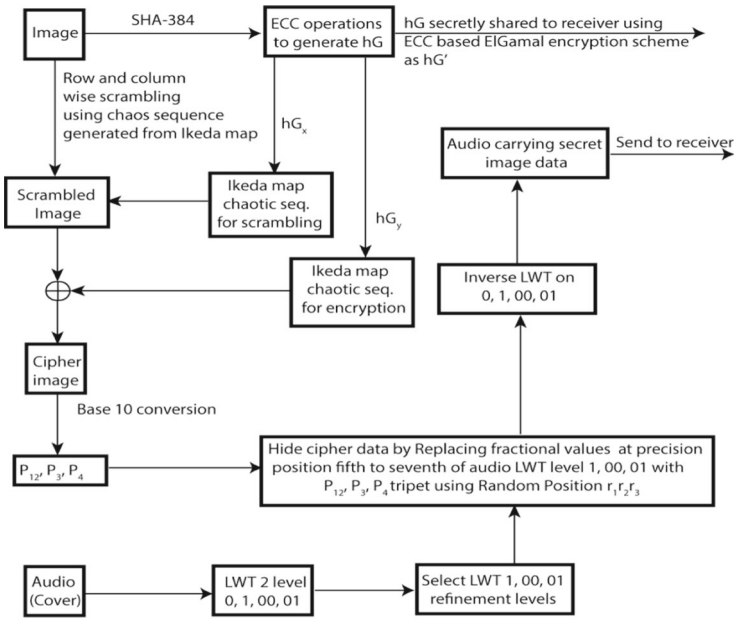 Image
SHA-384
ECC operations
to generate hG
hG secretly shared to receiver using
ECC based ElGamal encryption scheme
as hG'
Row and column
wise scrambling
using chaos sequence
generated from Ikeda map
hGx
Audio carrying secret
image data
Send to receiver
Scrambled
Image
Ikeda map
chaotic seq.
for scrambling
hGy
Ikeda map
chaotic seq.
for encryption
Inverse LWT on
0, 1, 00, 01
Cipher
image
Base 10 conversion
P12, P3, P4
Hide cipher data by Replacing fractional values at precision
position fifth to seventh of audio LWT level 1, 00, 01 with
P12, P3, P4 tripet using Random Position r1r2r3
Audio
(Cover)
LWT 2 level
0, 1, 00, 01
Select LWT 1, 00, 01
refinement levels